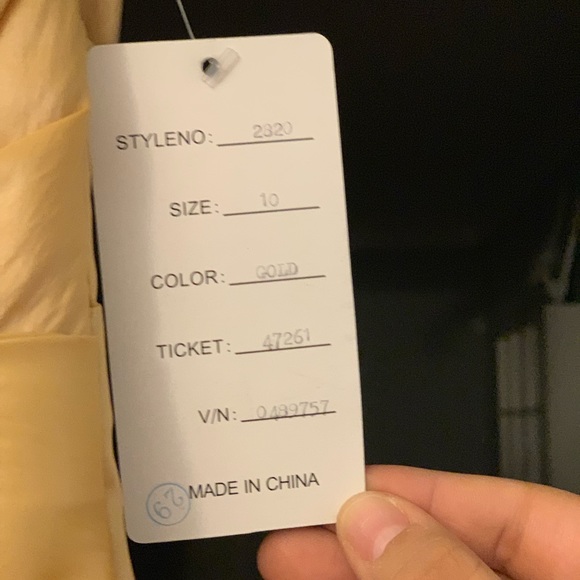 STYLENO: 2320
SIZE: 10
COLOR: GOLD
TICKET: 47261
V/N: 0489757
MADE IN CHINA